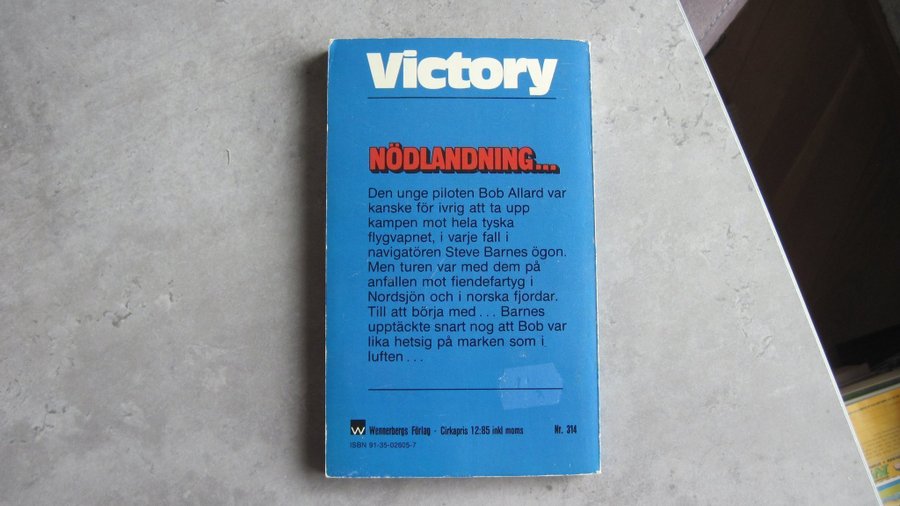 Victory
NÖDLANDNING...
Den unge piloten Bob Allard var
kanske för ivrig att ta upp
kampen mot hela tyska
flygvapnet, i varje fall i
navigatören Steve Barnes ögon.
Men turen var med dem på
anfallen mot fiendefartyg i
Nordsjön och i norska fjordar.
Till att börja med ... Barnes
upptäckte snart nog att Bob var
lika hetsig på marken som i
luften ...
W Wennerbergs Förlag · Cirkapris 12:85 inkl moms Nr. 314
ISBN 91-35-02605-7